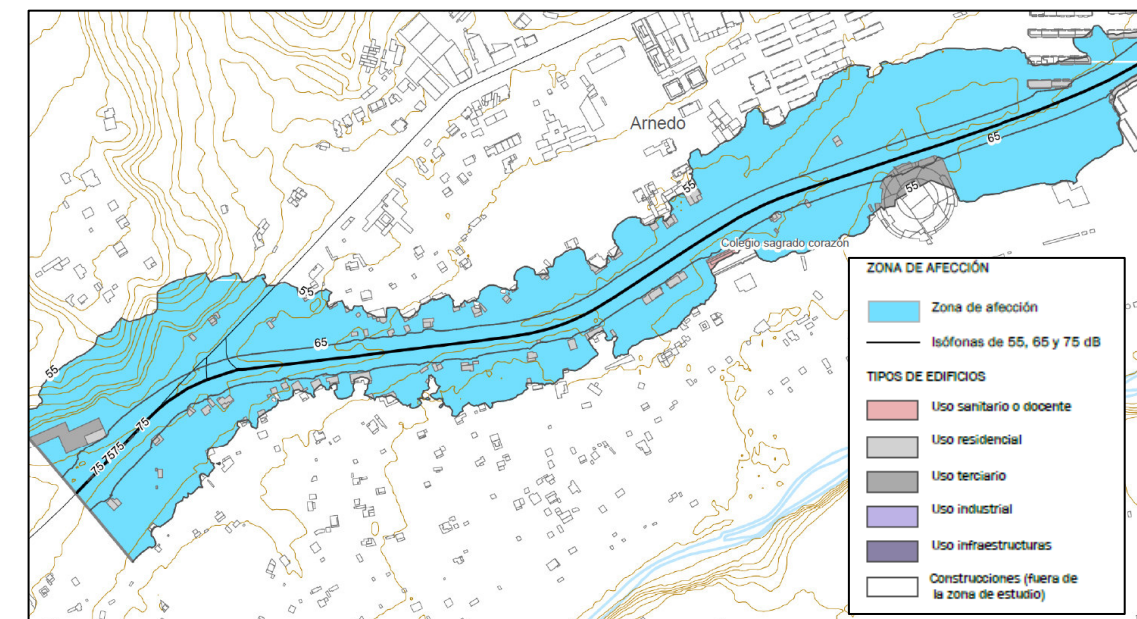 Arnedo
65
55
55
Colegio sagrado corazón
55
65
55
75
75
75
75
ZONA DE AFECCIÓN
Zona de afección
Isófonas de 55, 65 y 75 dB
TIPOS DE EDIFICIOS
Uso sanitario o docente
Uso residencial
Uso terciario
Uso industrial
Uso infraestructuras
Construcciones (fuera de
la zona de estudio)